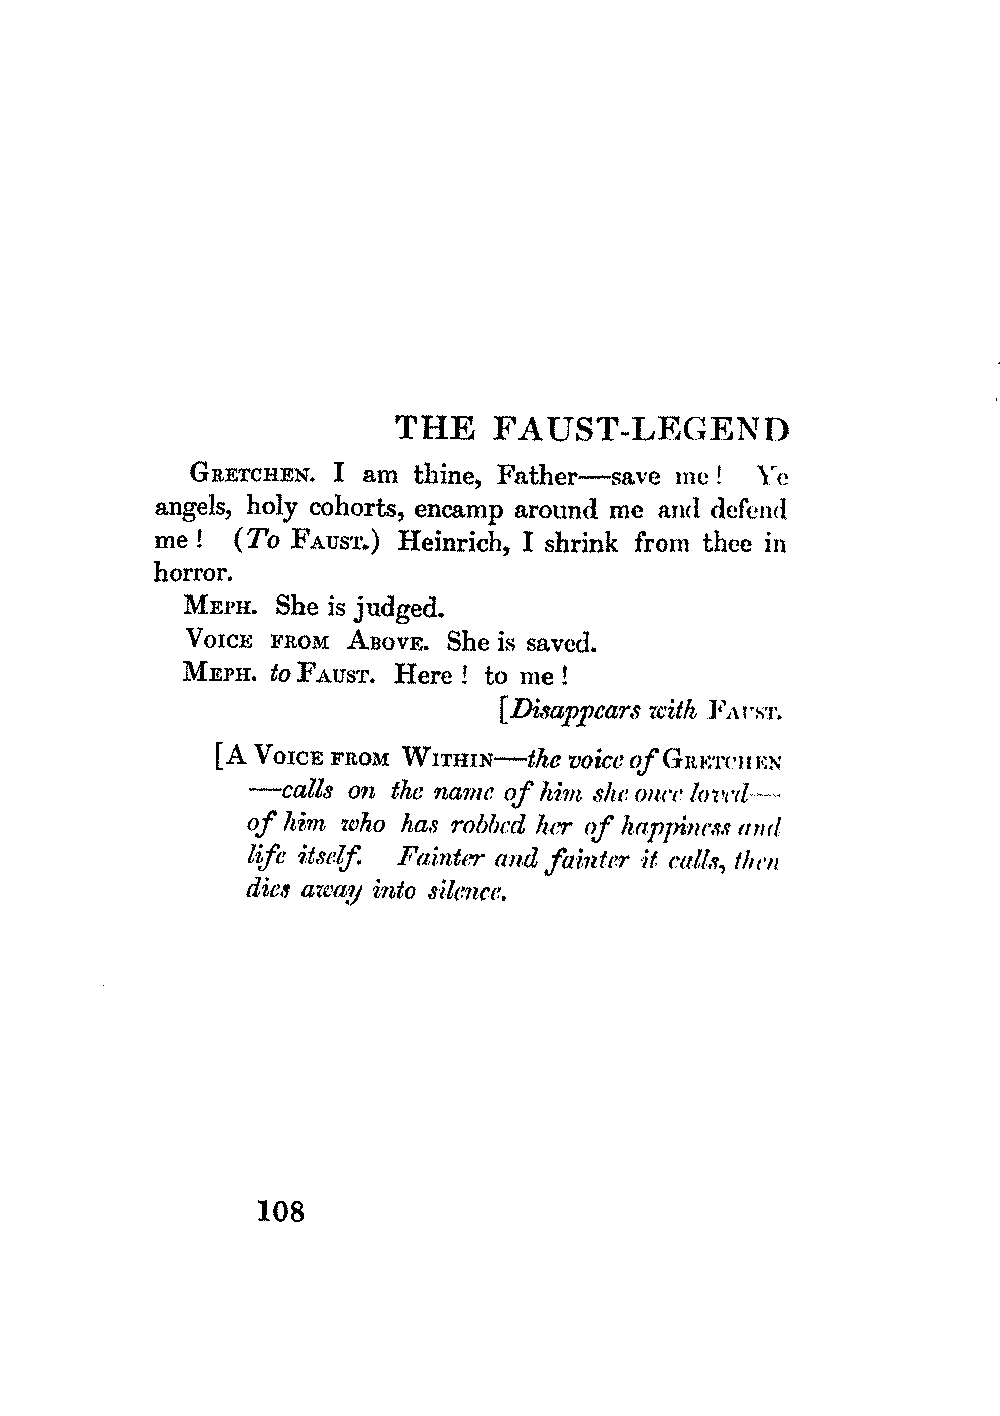 THE FAUST-LEGEND
GRETCHEN. I am thine, Father—save me! Ye
angels, holy cohorts, encamp around me and defend
me! (To FAUST.) Heinrich, I shrink from thee in
horror.
MEPH. She is judged.
VOICE FROM ABOVE. She is saved.
MEPH. to FAUST. Here! to me!
[Disappears with FAUST.
[A VOICE FROM WITHIN—the voice of GRETCHEN
—calls on the name of him she once loved—
of him who has robbed her of happiness and
life itself. Fainter and fainter it calls, then
dies away into silence.
108